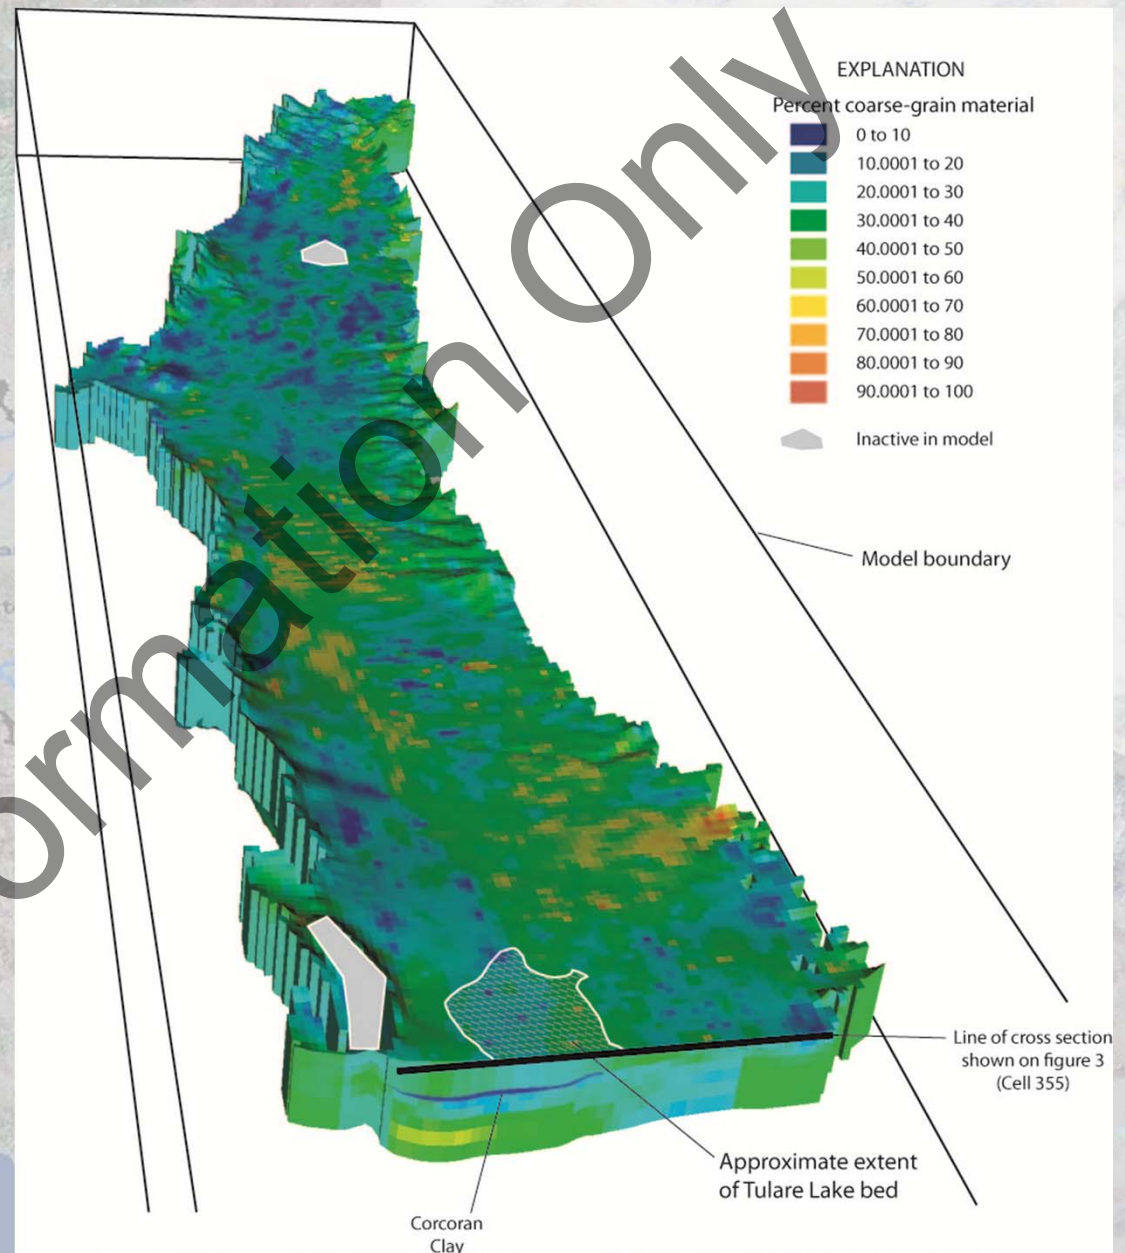 EXPLANATION
Percent coarse-grain material
0 to 10
10.0001 to 20
20.0001 to 30
30.0001 to 40
40.0001 to 50
50.0001 to 60
60.0001 to 70
70.0001 to 80
80.0001 to 90
90.0001 to 100
Inactive in model
Model boundary
Line of cross section
shown on figure 3
(Cell 355)
Approximate extent
of Tulare Lake bed
Corcoran
Clay
ormation Only